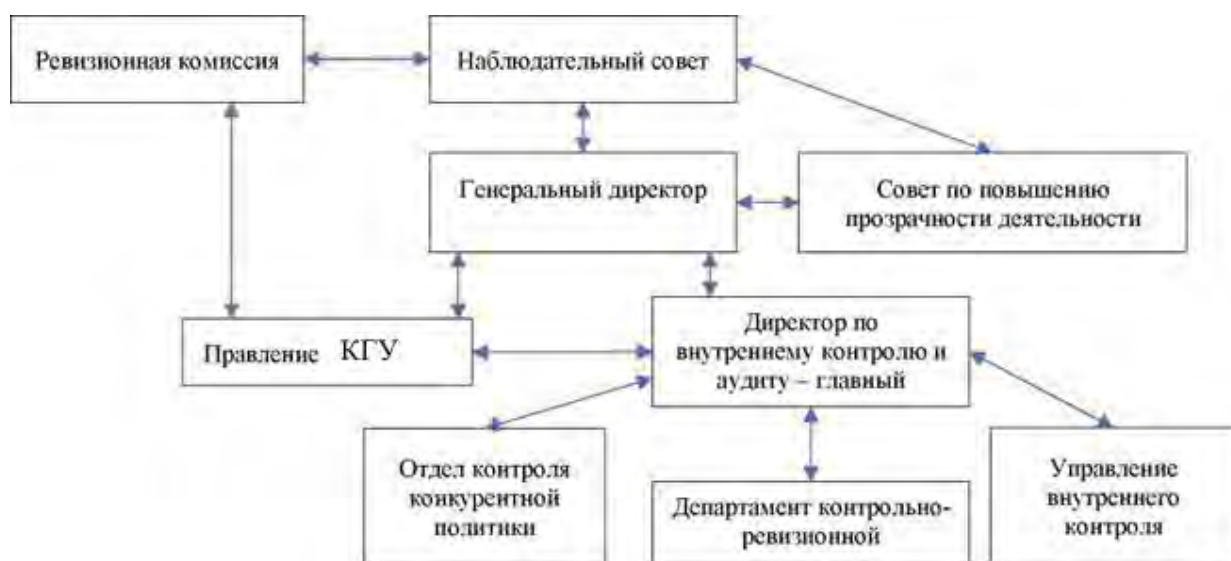 Ревизионная комиссия
Наблюдательный совет
Генеральный директор
Совет по повышению
прозрачности деятельности
Правление КГУ
Директор по
внутреннему контролю и
аудиту – главный
Отдел контроля
конкурентной
политики
Департамент контрольно-
ревизионной
Управление
внутреннего
контроля